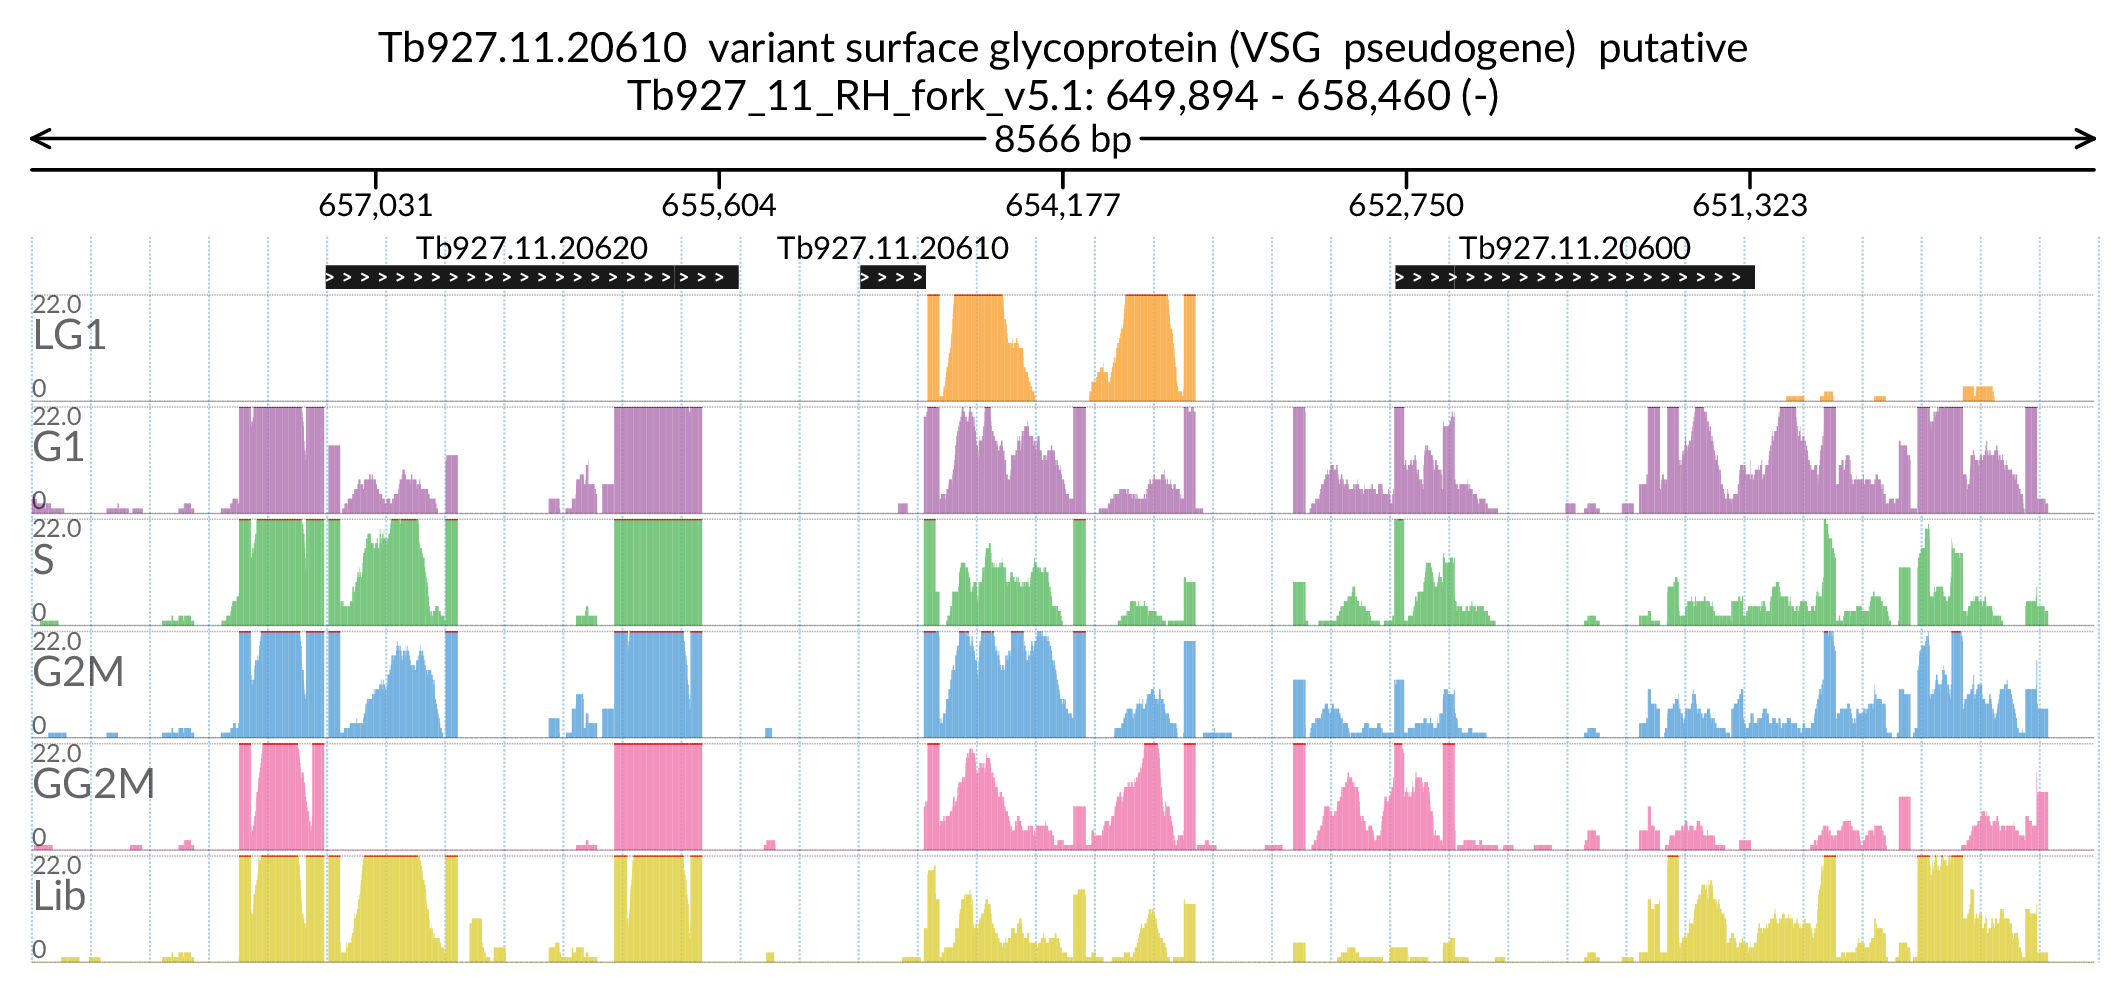 Tb927.11.20610 variant surface glycoprotein (VSG pseudogene) putative
Tb927_11_RH_fork_v5.1: 649,894 - 658,460 (-)
8566 bp
657,031 655,604 654,177 652,750 651,323
Tb927.11.20620 Tb927.11.20610 Tb927.11.20600
22.0
LG1
0
22.0
G1
0
22.0
S
0
22.0
G2M
0
22.0
GG2M
0
22.0
Lib
0